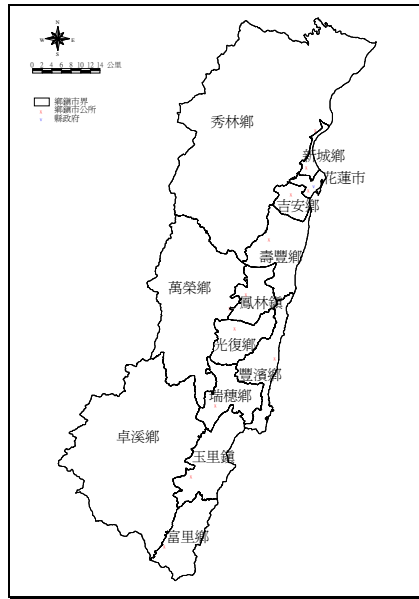 N
W E
S
0 2 4 6 8 10 12 14 公里
鄉鎮市界
鄉鎮市公所
縣政府
秀林鄉
新城鄉
花蓮市
吉安鄉
壽豐鄉
萬榮鄉
鳳林鎮
光復鄉
豐濱鄉
瑞穗鄉
卓溪鄉
玉里鎮
富里鄉